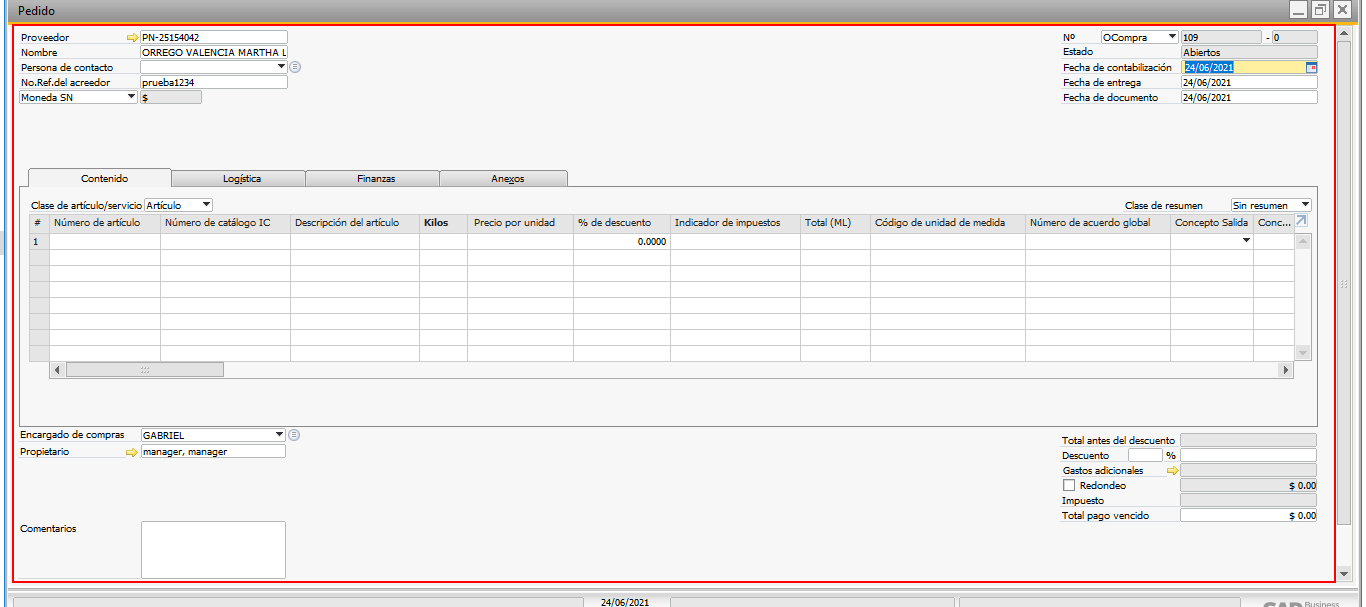 Pedido
Proveedor PN-25154042
Nombre ORREGO VALENCIA MARTHA L
Persona de contacto
No.Ref.del acreedor prueba1234
Moneda SN $
Nº OCompra 109 - 0
Estado Abiertos
Fecha de contabilización 24/06/2021
Fecha de entrega 24/06/2021
Fecha de documento 24/06/2021
Contenido Logística Finanzas Anexos
Clase de artículo/servicio Artículo Clase de resumen Sin resumen
# Número de artículo Número de catálogo IC Descripción del artículo Kilos Precio por unidad % de descuento Indicador de impuestos Total (ML) Código de unidad de medida Número de acuerdo global Concepto Salida Conc...
1 0.0000
Encargado de compras GABRIEL
Propietario manager, manager
Comentarios
Total antes del descuento
Descuento %
Gastos adicionales
Redondeo $ 0.00
Impuesto
Total pago vencido $ 0.00
24/06/2021
Business